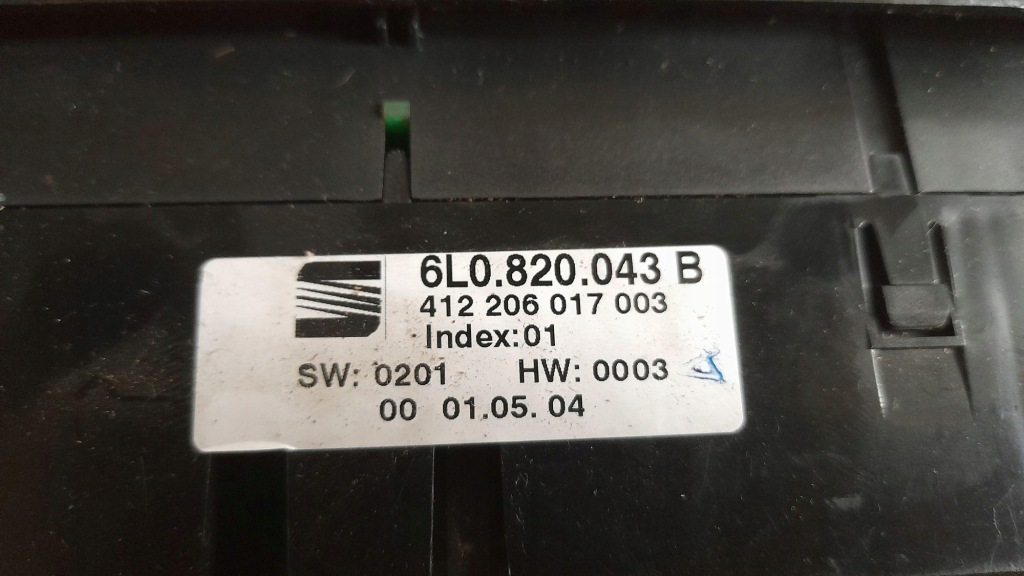 6L0.820.043 B
412 206 017 003
Index:01
SW: 0201 HW: 0003
00 01.05. 04